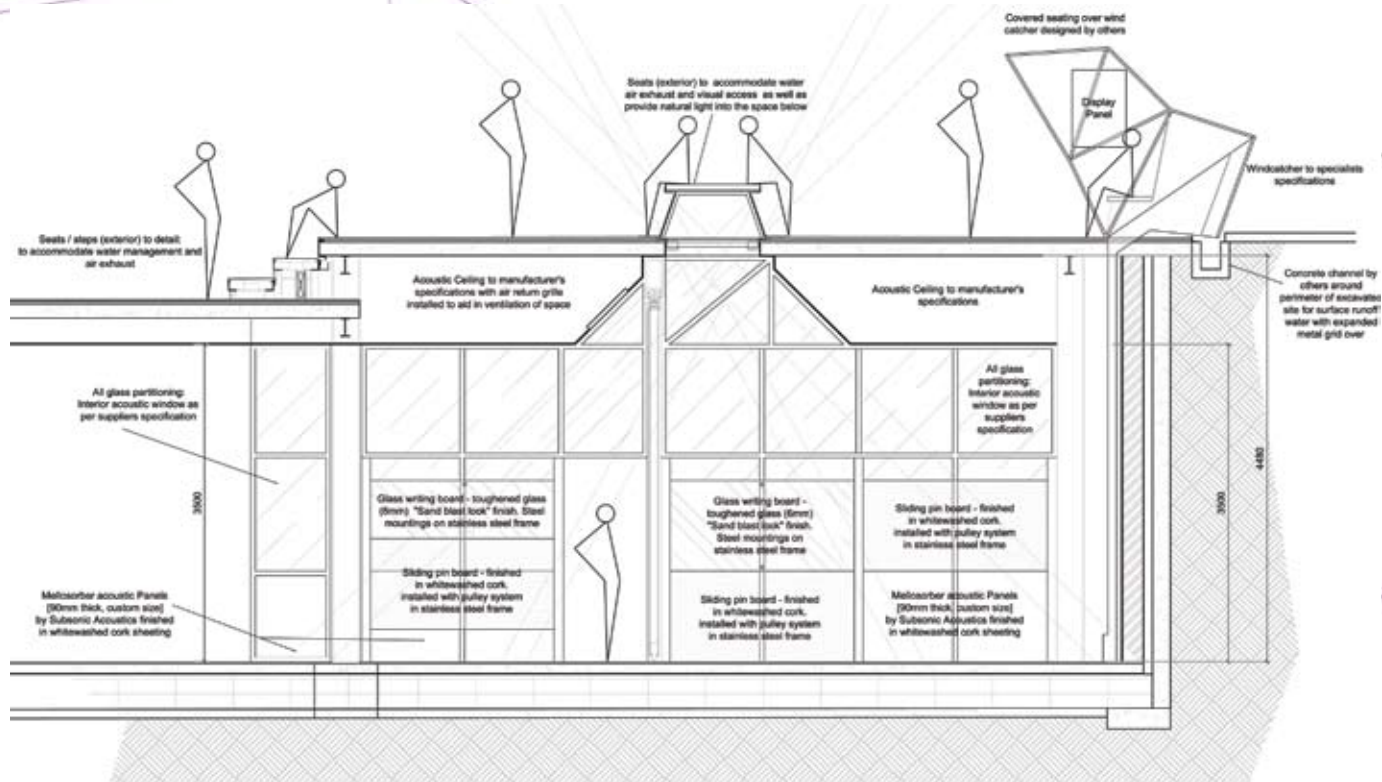 Covered seating over wind
catcher designed by others
Seats (exterior) to accommodate water
air exhaust and visual access as well as
provide natural light into the space below
Display
Panel
Windcatcher to specialists
specifications
Seats / steps (exterior) to detail:
to accommodate water management and
air exhaust
Acoustic Ceiling to manufacturer's
specifications with air return grille
installed to aid in ventilation of space
Acoustic Ceiling to manufacturer's
specifications
Concrete channel by
others around
perimeter of excavated
site for surface runoff
water with expanded
metal grid over
All glass partitioning:
Interior acoustic window as
per suppliers specification
All glass
partitioning:
Interior acoustic
window as per
suppliers
specification
3500
Glass writing board - toughened glass
(6mm) "Sand blast look" finish. Steel
mountings on stainless steel frame
Glass writing board -
toughened glass (6mm)
"Sand blast look" finish.
Steel mountings on
stainless steel frame
Sliding pin board - finished
in whitewashed cork.
installed with pulley system
in stainless steel frame
4480
3500
Sliding pin board - finished
in whitewashed cork.
installed with pulley system
in stainless steel frame
Melcosorber acoustic Panels
[90mm thick, custom size]
by Subsonic Acoustics finished
in whitewashed cork sheeting
Sliding pin board - finished
in whitewashed cork.
installed with pulley system
in stainless steel frame
Melcosorber acoustic Panels
[90mm thick, custom size]
by Subsonic Acoustics finished
in whitewashed cork sheeting